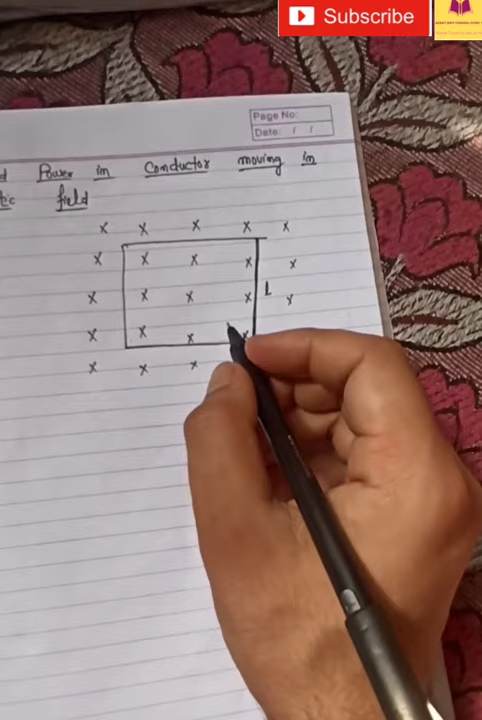 Subscribe
Page No:
Date: / /
Power in Conductor moving in
field
x x x x x
x x x x x
x x x x L x
x x x x
x x x